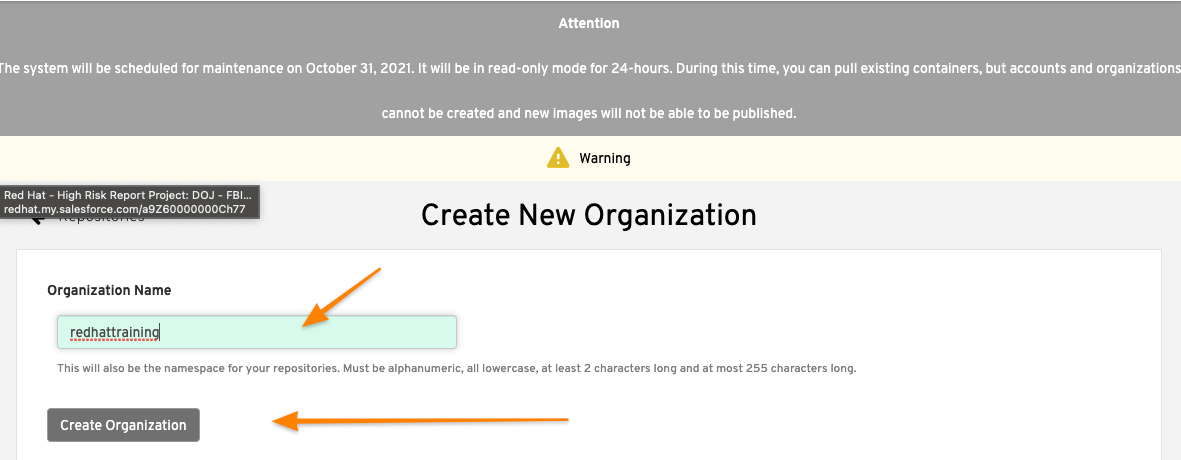 Attention
The system will be scheduled for maintenance on October 31, 2021. It will be in read-only mode for 24-hours. During this time, you can pull existing containers, but accounts and organizations
cannot be created and new images will not be able to be published.
Warning
Red Hat - High Risk Report Project: DOJ - FBI...
redhat.my.salesforce.com/a9Z60000000Ch77
Repositories
Create New Organization
Organization Name
redhattraining
This will also be the namespace for your repositories. Must be alphanumeric, all lowercase, at least 2 characters long and at most 255 characters long.
Create Organization